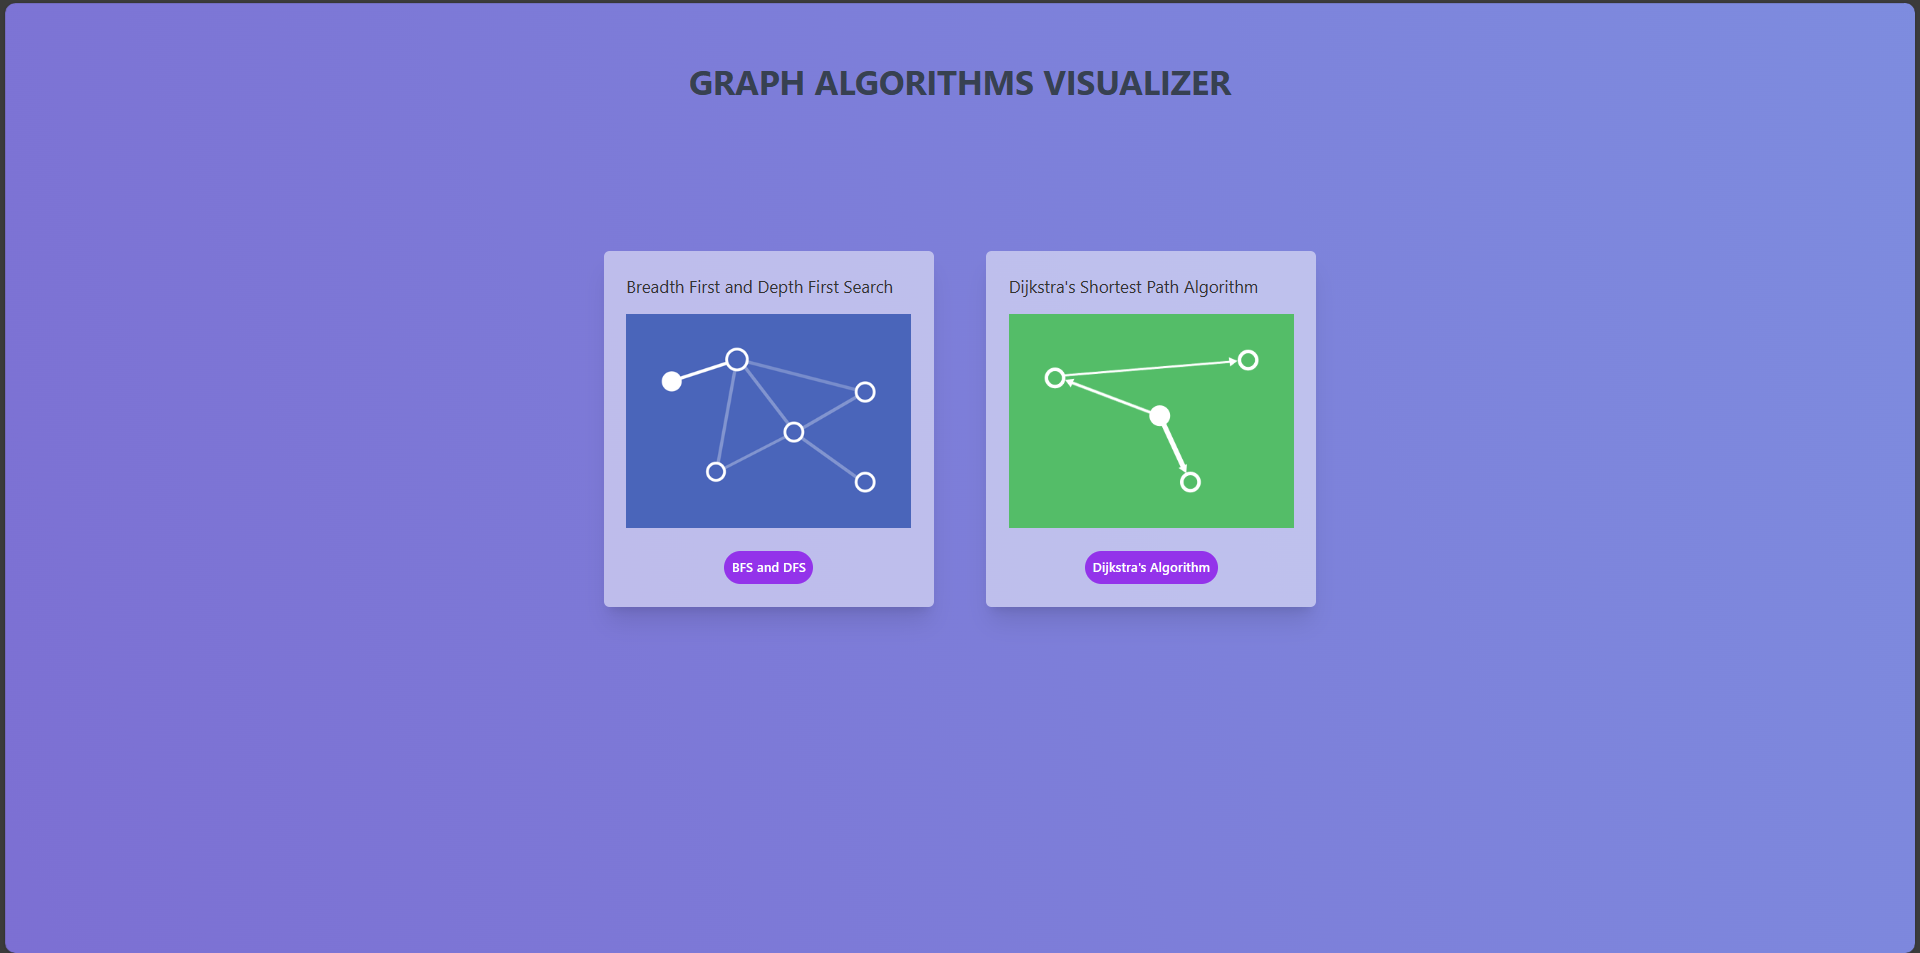 GRAPH ALGORITHMS VISUALIZER
Breadth First and Depth First Search
BFS and DFS
Dijkstra's Shortest Path Algorithm
Dijkstra's Algorithm